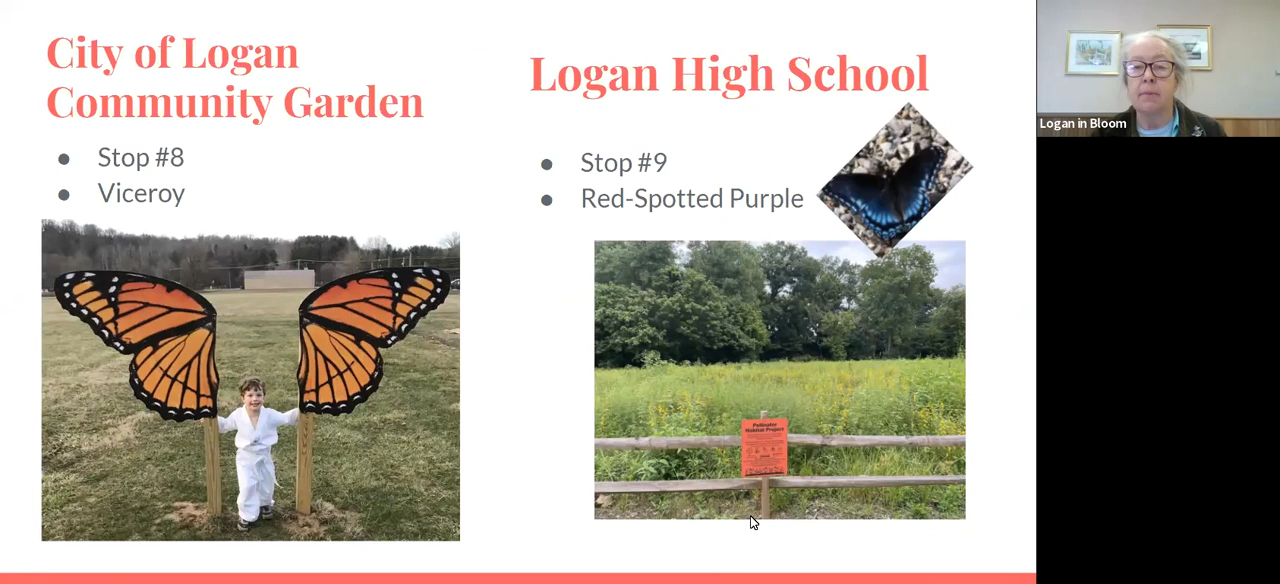 City of Logan
Community Garden
● Stop #8
● Viceroy
Logan High School
● Stop #9
● Red-Spotted Purple
Pollinator
Habitat Project
Logan in Bloom